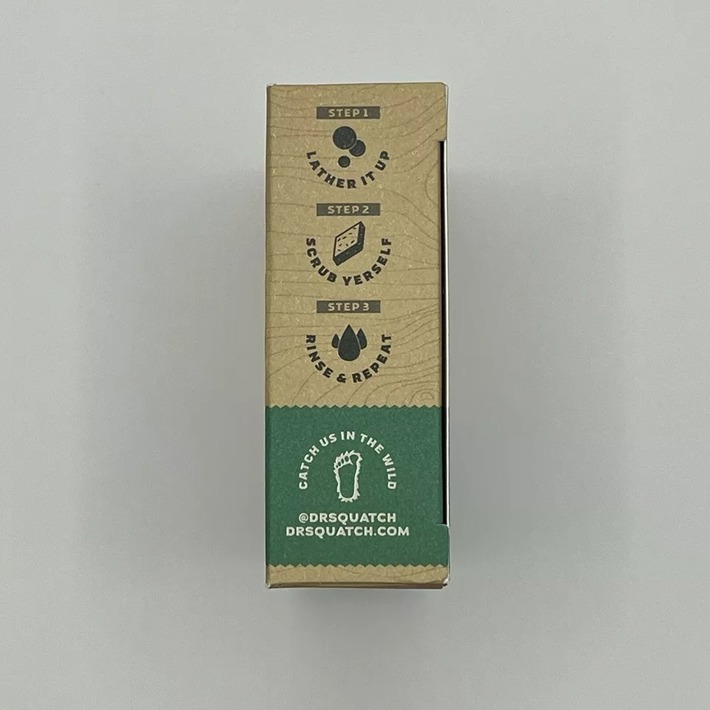 STEP 1
LATHER IT UP
STEP 2
SCRUB YERSELF
STEP 3
RINSE & REPEAT
CATCH US IN THE WILD
@DRSQUATCH
DRSQUATCH.COM